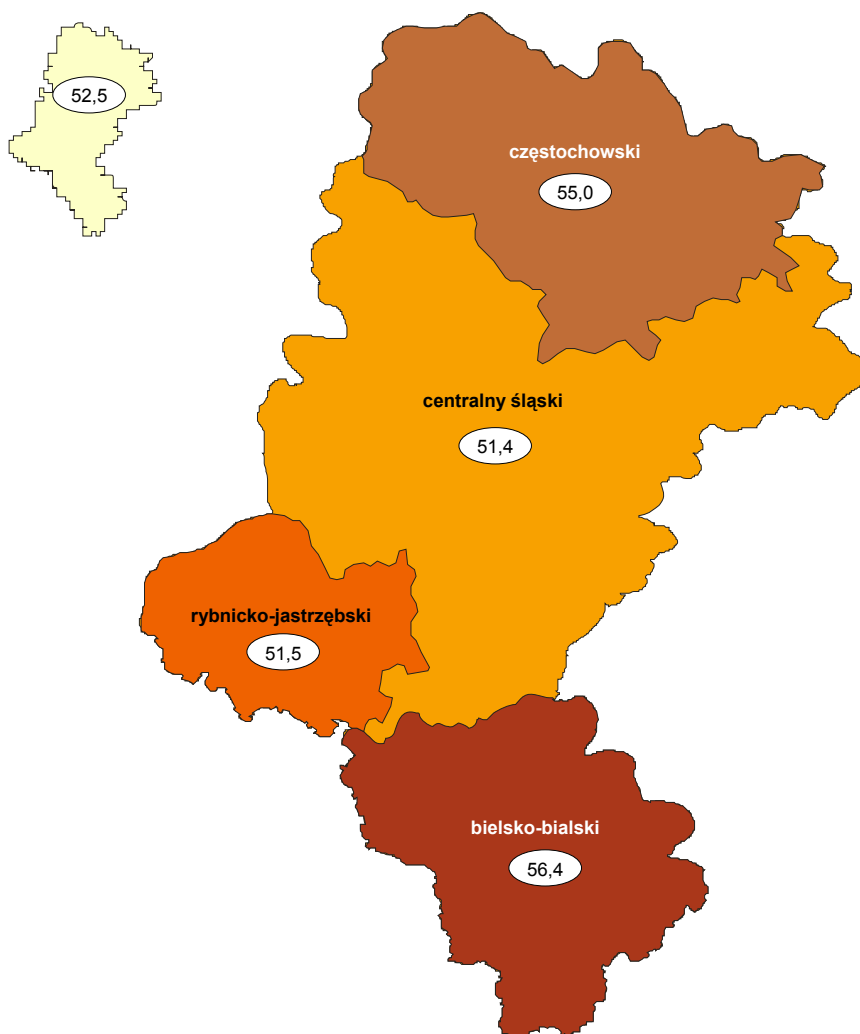 52,5
częstochowski
55,0
centralny śląski
51,4
rybnicko-jastrzębski
51,5
bielsko-bialski
56,4